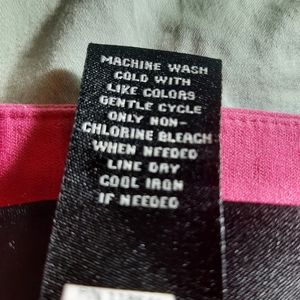 MACHINE WASH
COLD WITH
LIKE COLORS
GENTLE CYCLE
ONLY NON-
CHLORINE BLEACH
WHEN NEEDED
LINE DAY
COOL IRON
IF NEEDED